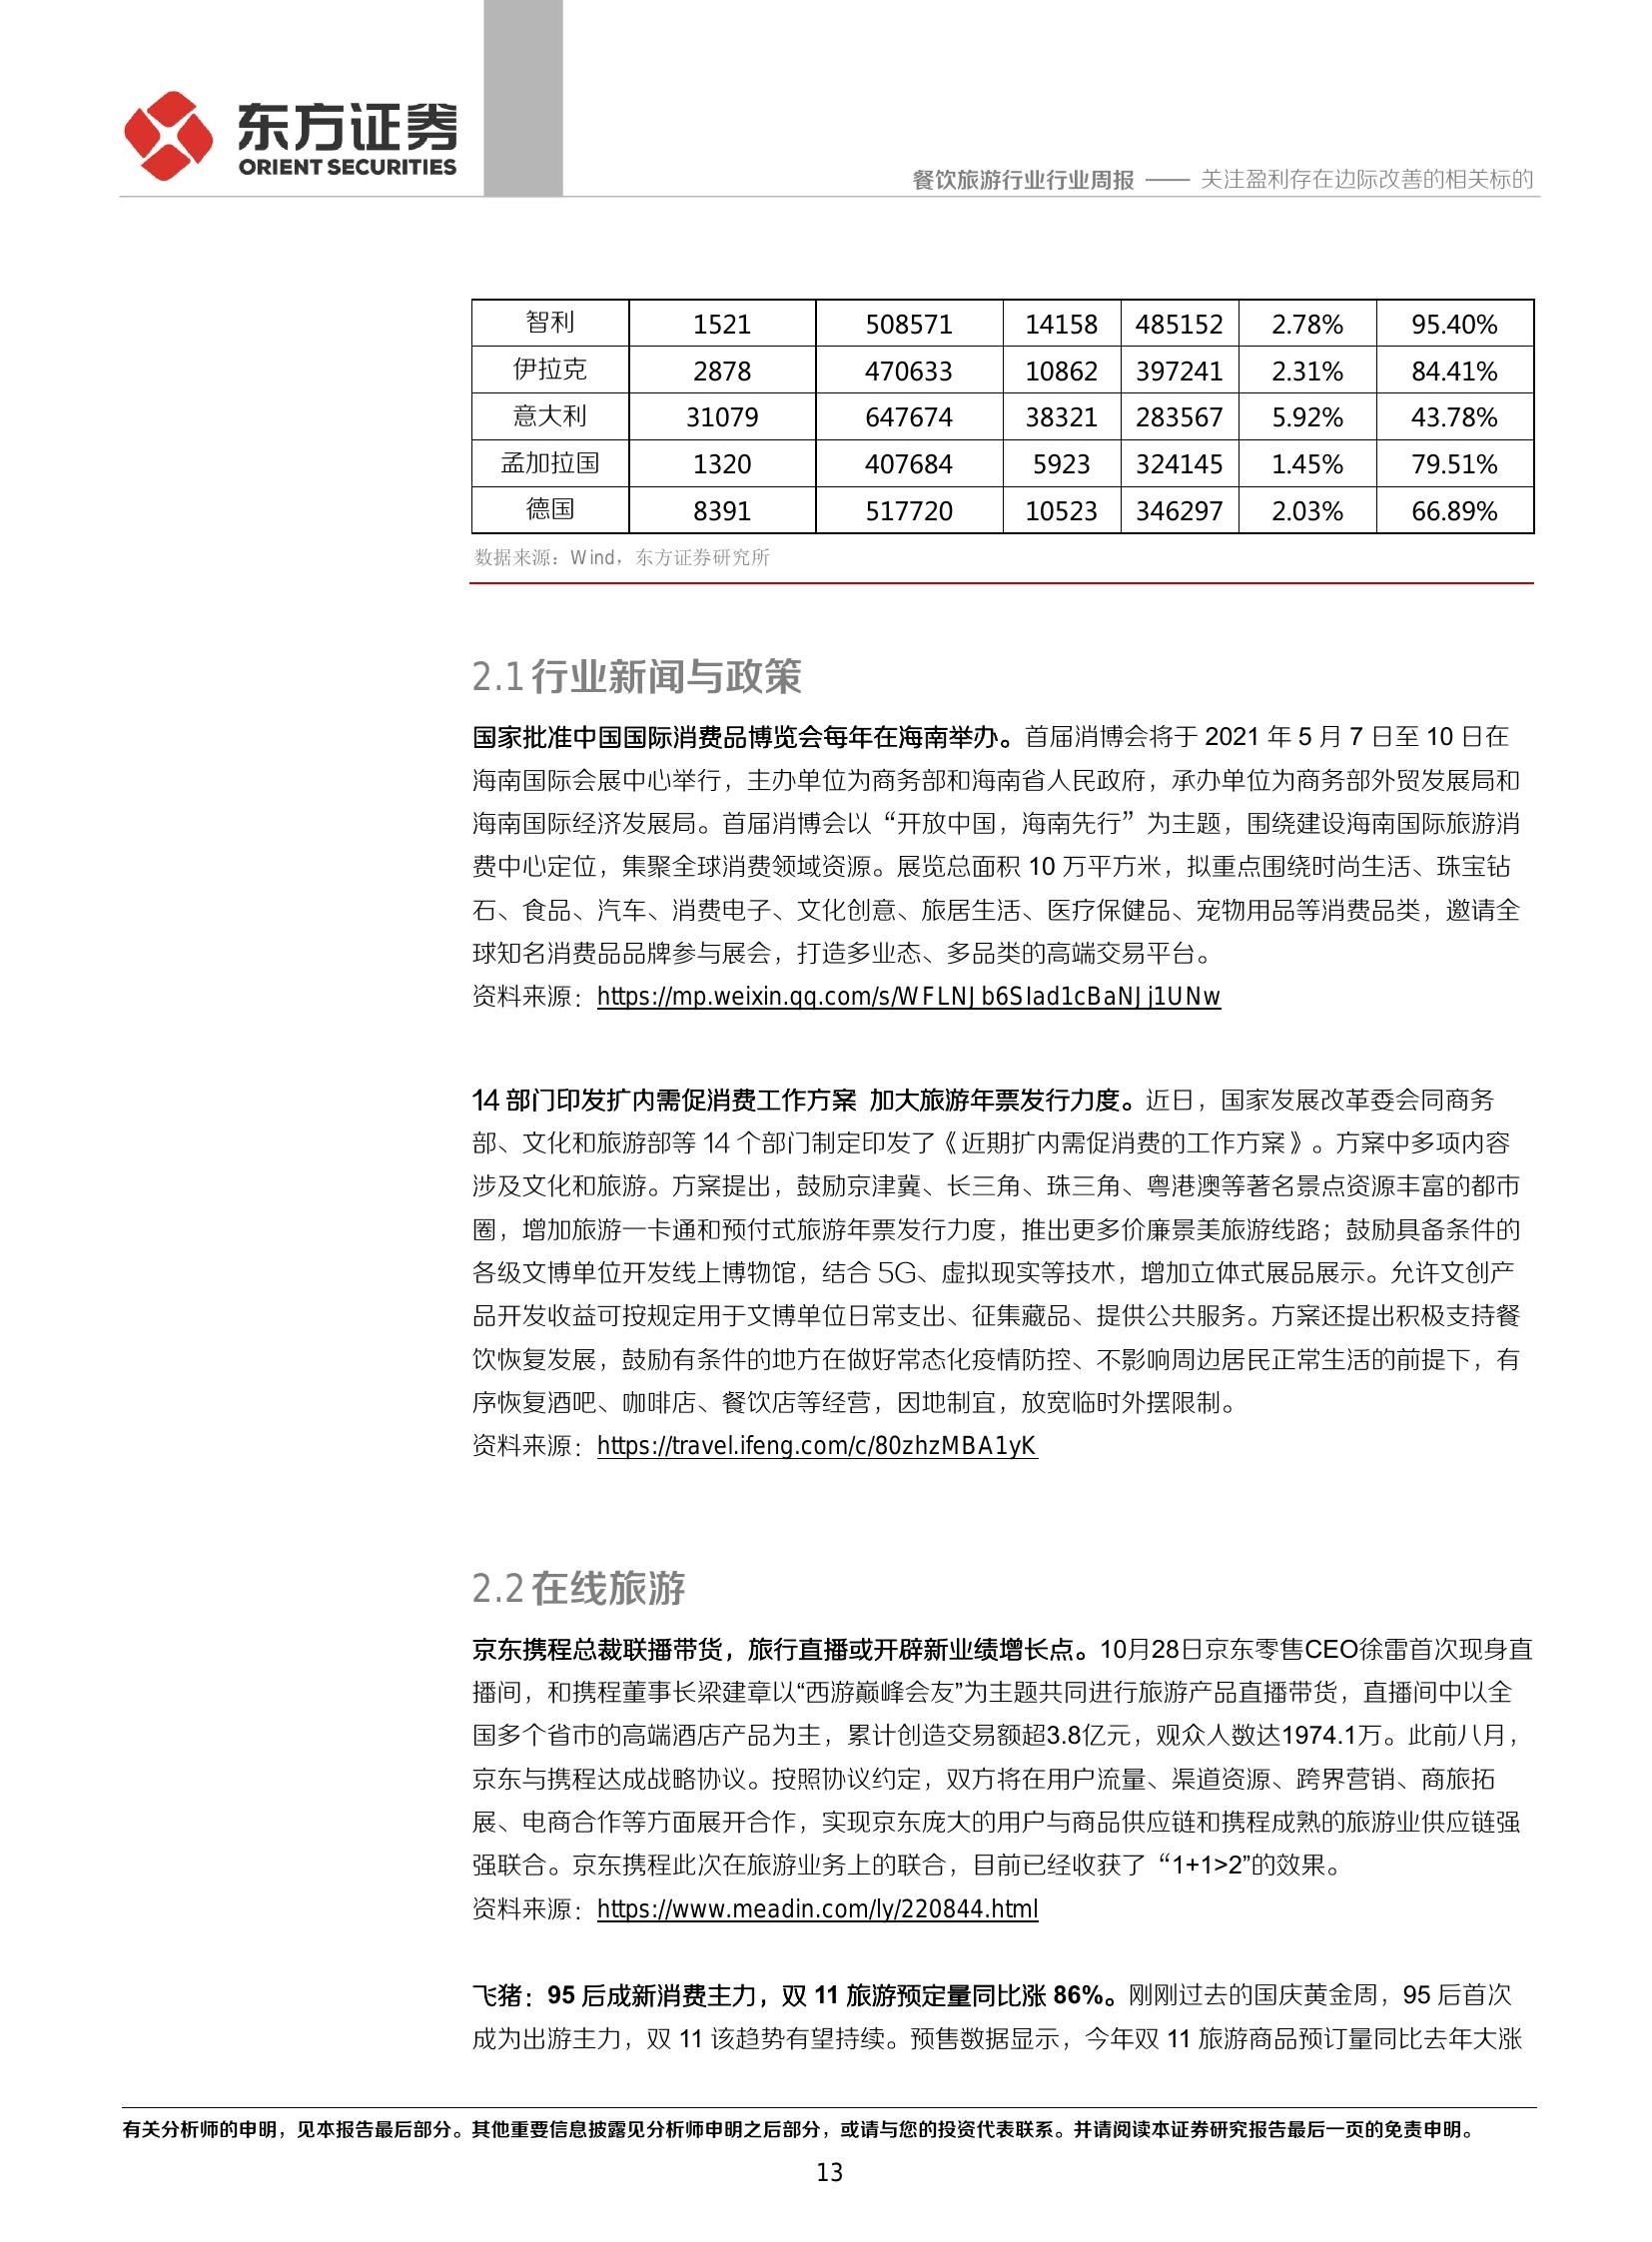 东方证券
ORIENT SECURITIES
餐饮旅游行业行业周报 —— 关注盈利存在边际改善的相关标的
智利 1521 508571 14158 485152 2.78% 95.40%
伊拉克 2878 470633 10862 397241 2.31% 84.41%
意大利 31079 647674 38321 283567 5.92% 43.78%
孟加拉国 1320 407684 5923 324145 1.45% 79.51%
德国 8391 517720 10523 346297 2.03% 66.89%
数据来源：Wind，东方证券研究所
2.1 行业新闻与政策
国家批准中国国际消费品博览会每年在海南举办。首届消博会将于 2021 年 5 月 7 日至 10 日在
海南国际会展中心举行，主办单位为商务部和海南省人民政府，承办单位为商务部外贸发展局和
海南国际经济发展局。首届消博会以“开放中国，海南先行”为主题，围绕建设海南国际旅游消
费中心定位，集聚全球消费领域资源。展览总面积 10 万平方米，拟重点围绕时尚生活、珠宝钻
石、食品、汽车、消费电子、文化创意、旅居生活、医疗保健品、宠物用品等消费品类，邀请全
球知名消费品品牌参与展会，打造多业态、多品类的高端交易平台。
资料来源：https://mp.weixin.qq.com/s/WFLNJb6SIad1cBaNJj1UNw
14 部门印发扩内需促消费工作方案 加大旅游年票发行力度。近日，国家发展改革委会同商务
部、文化和旅游部等 14 个部门制定印发了《近期扩内需促消费的工作方案》。方案中多项内容
涉及文化和旅游。方案提出，鼓励京津冀、长三角、珠三角、粤港澳等著名景点资源丰富的都市
圈，增加旅游一卡通和预付式旅游年票发行力度，推出更多价廉景美旅游线路；鼓励具备条件的
各级文博单位开发线上博物馆，结合 5G、虚拟现实等技术，增加立体式展品展示。允许文创产
品开发收益可按规定用于文博单位日常支出、征集藏品、提供公共服务。方案还提出积极支持餐
饮恢复发展，鼓励有条件的地方在做好常态化疫情防控、不影响周边居民正常生活的前提下，有
序恢复酒吧、咖啡店、餐饮店等经营，因地制宜，放宽临时外摆限制。
资料来源：https://travel.ifeng.com/c/80zhzMBA1yK
2.2 在线旅游
京东携程总裁联播带货，旅行直播或开辟新业绩增长点。10月28日京东零售CEO徐雷首次现身直
播间，和携程董事长梁建章以“西游巅峰会友”为主题共同进行旅游产品直播带货，直播间中以全
国多个省市的高端酒店产品为主，累计创造交易额超3.8亿元，观众人数达1974.1万。此前八月，
京东与携程达成战略协议。按照协议约定，双方将在用户流量、渠道资源、跨界营销、商旅拓
展、电商合作等方面展开合作，实现京东庞大的用户与商品供应链和携程成熟的旅游业供应链强
强联合。京东携程此次在旅游业务上的联合，目前已经收获了“1+1>2”的效果。
资料来源：https://www.meadin.com/ly/220844.html
飞猪：95 后成新消费主力，双 11 旅游预定量同比涨 86%。刚刚过去的国庆黄金周，95 后首次
成为出游主力，双 11 该趋势有望持续。预售数据显示，今年双 11 旅游商品预订量同比去年大涨
有关分析师的申明，见本报告最后部分。其他重要信息披露见分析师申明之后部分，或请与您的投资代表联系。并请阅读本证券研究报告最后一页的免责申明。
13